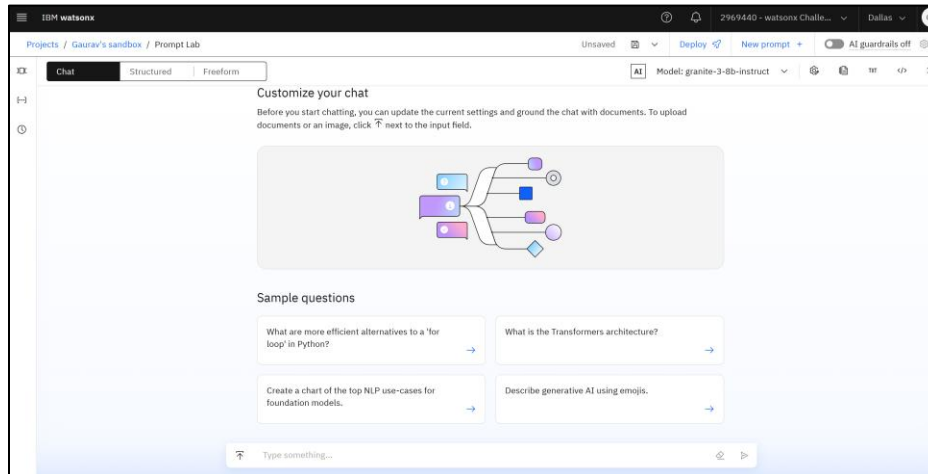 IBM watsonx
2969440 - watsonx Challe...
Dallas
Projects / Gaurav's sandbox / Prompt Lab
Unsaved
Deploy
New prompt +
AI guardrails off
Chat
Structured
Freeform
AI
Model: granite-3-8b-instruct
Customize your chat
Before you start chatting, you can update the current settings and ground the chat with documents. To upload
documents or an image, click next to the input field.
Sample questions
What are more efficient alternatives to a 'for
loop' in Python?
What is the Transformers architecture?
Create a chart of the top NLP use-cases for
foundation models.
Describe generative AI using emojis.
Type something...